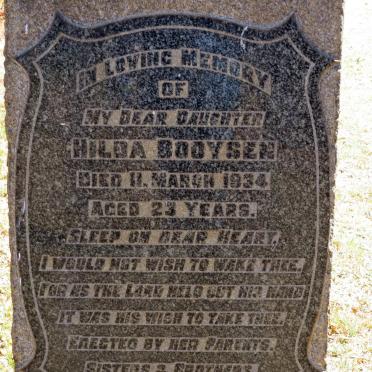 IN LOVING MEMORY
OF
MY DEAR DAUGHTER
HILDA BOOYSEN
DIED 11. MARCH 1934
AGED 23 YEARS.
SLEEP ON DEAR HEART,
I WOULD NOT WISH TO WAKE THEE.
FOR AS THE LORD HELD OUT HIS HAND
IT WAS HIS WISH TO TAKE THEE.
ERECTED BY HER PARENTS.
SISTERS & BROTHERS.